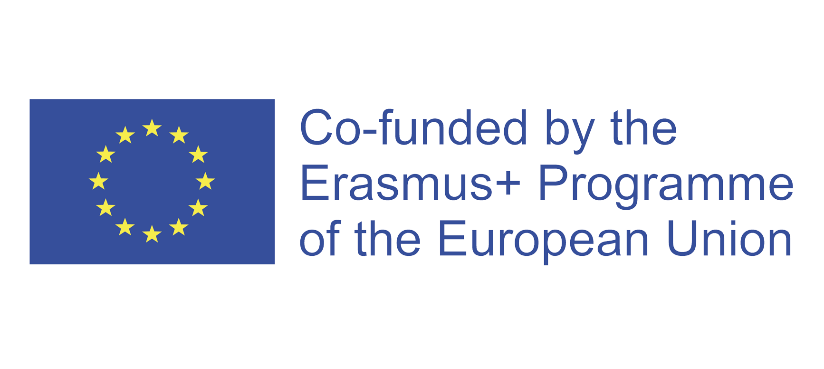 Co-funded by the
Erasmus+ Programme
of the European Union